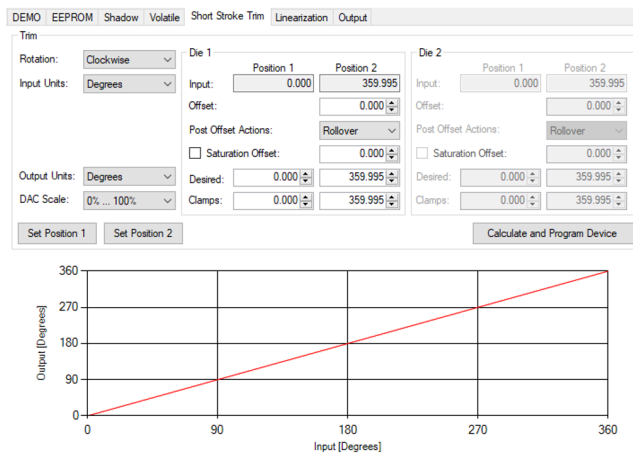 DEMO EEPROM Shadow Volatile Short Stroke Trim Linearization Output
Trim
Rotation: Clockwise
Input Units: Degrees
Output Units: Degrees
DAC Scale: 0% ... 100%
Die 1
Position 1 Position 2
Input: 0.000 359.995
Offset: 0.000
Post Offset Actions: Rollover
Saturation Offset: 0.000
Desired: 0.000 359.995
Clamps: 0.000 359.995
Die 2
Position 1 Position 2
Input: 0.000 359.995
Offset: 0.000
Post Offset Actions: Rollover
Saturation Offset: 0.000
Desired: 0.000 359.995
Clamps: 0.000 359.995
Set Position 1 Set Position 2 Calculate and Program Device
Output [Degrees]
360
270
180
90
0
0 90 180 270 360
Input [Degrees]